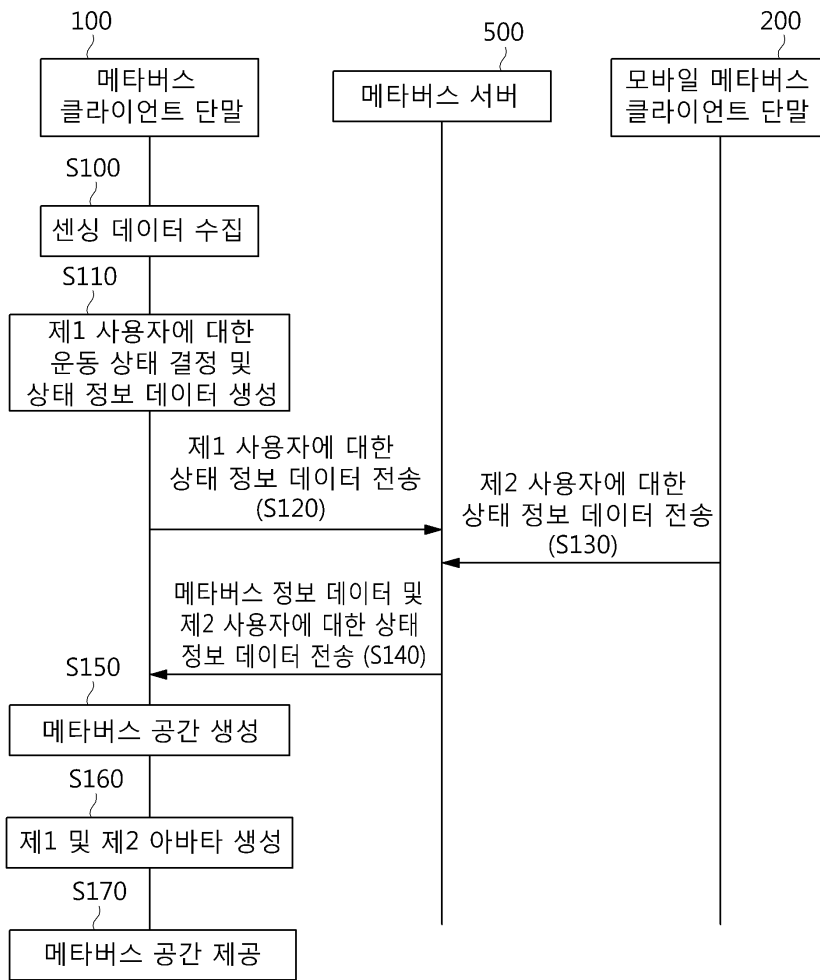 100
500
200
메타버스
클라이언트 단말
메타버스 서버
모바일 메타버스
클라이언트 단말
S100
센싱 데이터 수집
S110
제1 사용자에 대한
운동 상태 결정 및
상태 정보 데이터 생성
제1 사용자에 대한
상태 정보 데이터 전송
(S120)
제2 사용자에 대한
상태 정보 데이터 전송
(S130)
메타버스 정보 데이터 및
제2 사용자에 대한 상태
정보 데이터 전송 (S140)
S150
메타버스 공간 생성
S160
제1 및 제2 아바타 생성
S170
메타버스 공간 제공